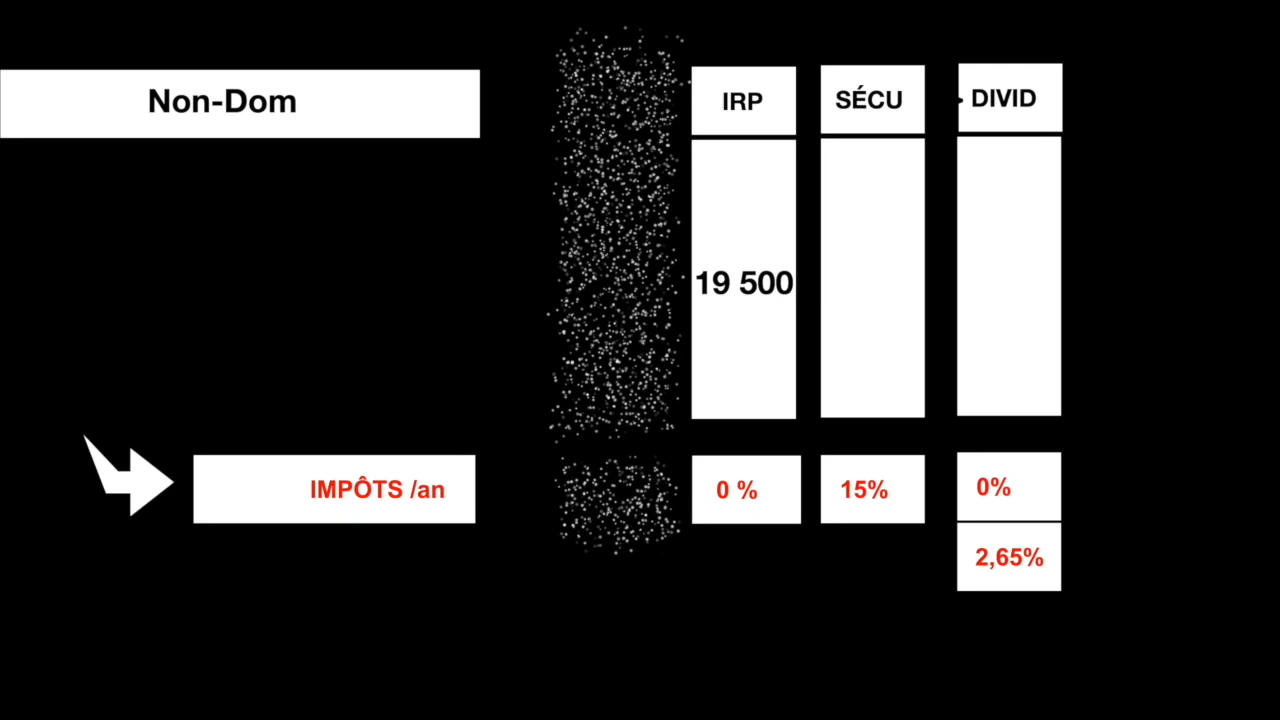 Non-Dom
IRP
SÉCU
DIVID
19 500
IMPÔTS /an
0 %
15%
0%
2,65%